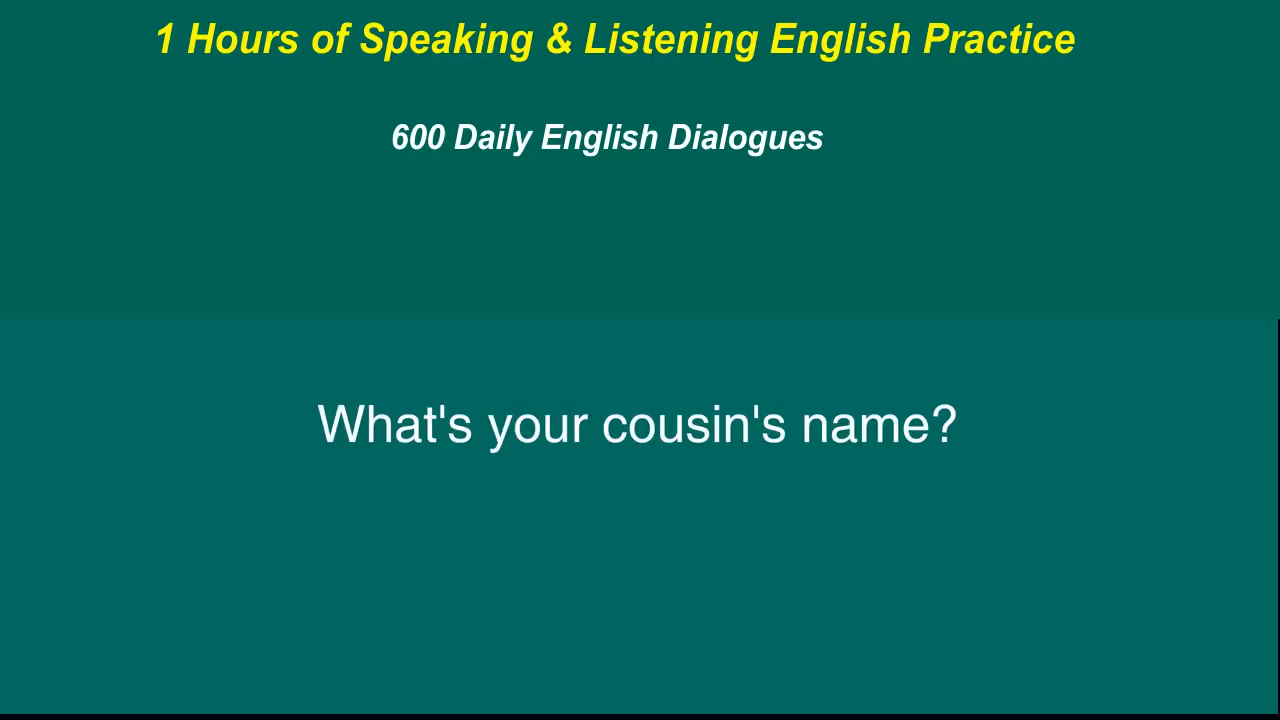 1 Hours of Speaking & Listening English Practice
600 Daily English Dialogues
What's your cousin's name?